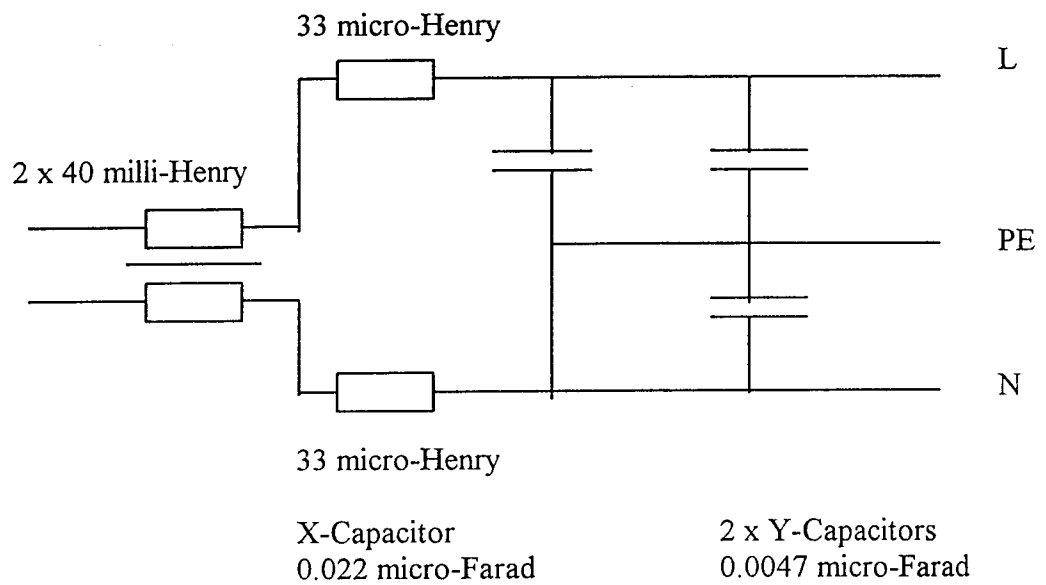 33 micro-Henry
L
2 x 40 milli-Henry
PE
N
33 micro-Henry
X-Capacitor
0.022 micro-Farad
2 x Y-Capacitors
0.0047 micro-Farad